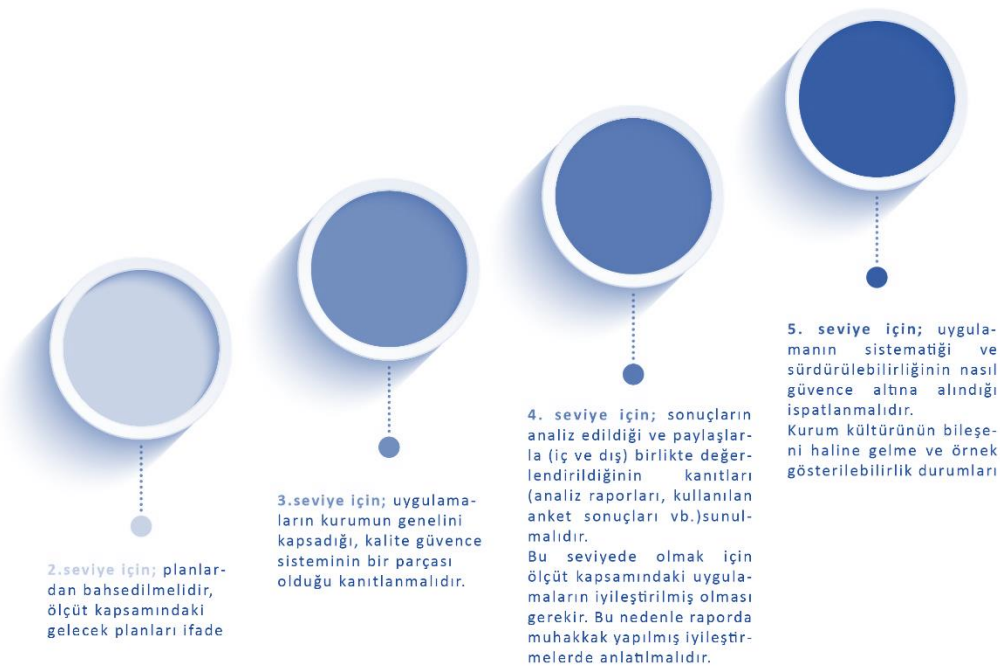 2.seviye için; planlar-
dan bahsedilmelidir,
ölçüt kapsamındaki
gelecek planları ifade
3.seviye için; uygulama-
ların kurumun genelini
kapsadığı, kalite güvence
sisteminin bir parçası
olduğu kanıtlanmalıdır.
4. seviye için; sonuçların
analiz edildiği ve paylaşlar-
la (iç ve dış) birlikte değer-
lendirildiğinin kanıtları
(analiz raporları, kullanılan
anket sonuçları vb.)sunul-
malıdır.
Bu seviyede olmak için
ölçüt kapsamındaki uygula-
maların iyileştirilmiş olması
gerekir. Bu nedenle raporda
muhakkak yapılmış iyileştir-
melerde anlatılmalıdır.
5. seviye için; uygula-
manın sistematiği ve
sürdürülebilirliğinin nasıl
güvence altına alındığı
ispatlanmalıdır.
Kurum kültürünün bileşe-
ni haline gelme ve örnek
gösterilebilirlik durumları